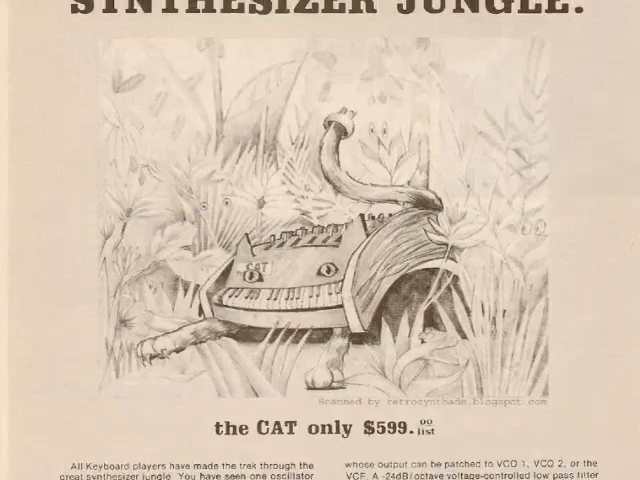 SYNTHESIZER JUNGLE.
CAT
Scanned by retrosynthads.blogspot.com
the CAT only $599.00 list
All Keyboard players have made the trek through the
great synthesizer jungle. You have seen one oscillator
whose output can be patched to VCO 1, VCO 2, or the
VCF. A -24dB/octave voltage-controlled low pass filter